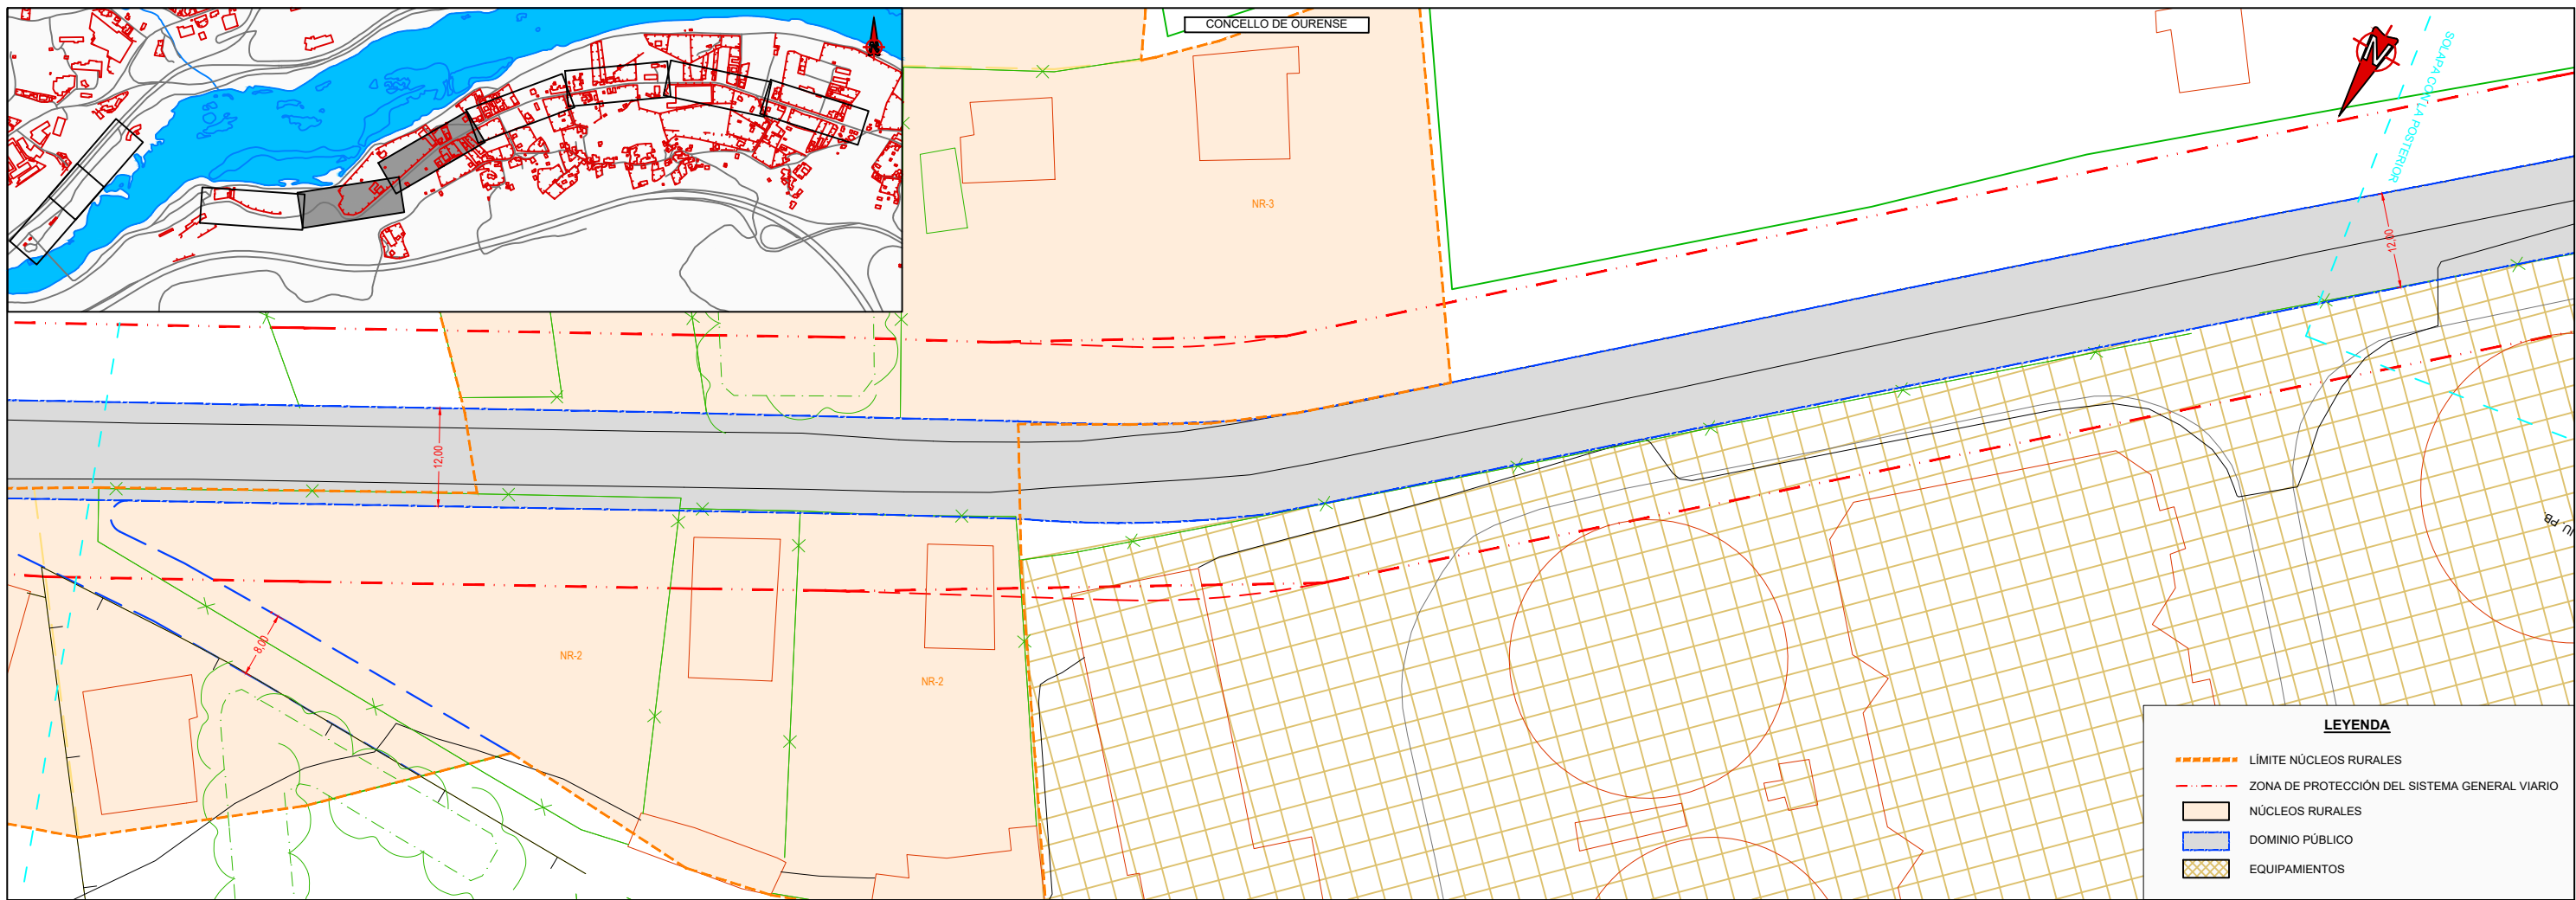 CONCELLO DE OURENSE
N
SOLAPA CON LA POSTERIOR
NR-3
12,00
12,00
8,00
NR-2
NR-2
LEYENDA
LÍMITE NÚCLEOS RURALES
ZONA DE PROTECCIÓN DEL SISTEMA GENERAL VIARIO
NÚCLEOS RURALES
DOMINIO PÚBLICO
EQUIPAMIENTOS